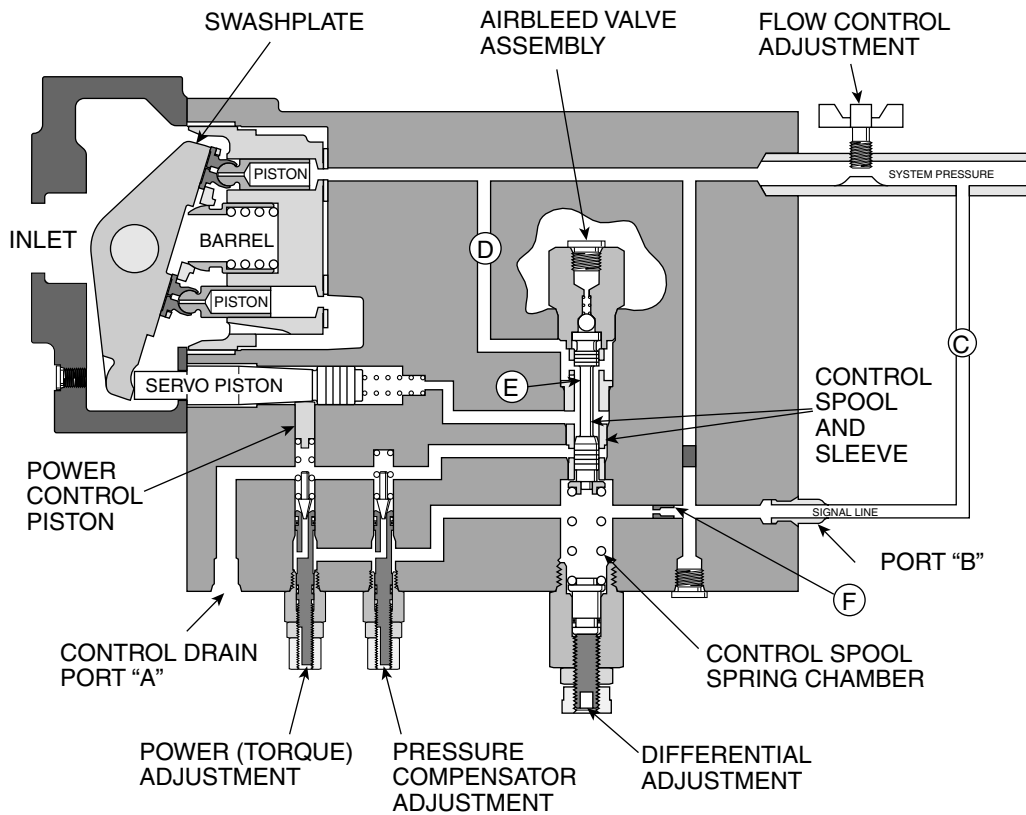 SWASHPLATE
AIRBLEED VALVE
ASSEMBLY
FLOW CONTROL
ADJUSTMENT
PISTON
SYSTEM PRESSURE
INLET
BARREL
D
PISTON
C
SERVO PISTON
E
CONTROL
SPOOL
AND
SLEEVE
POWER
CONTROL
PISTON
SIGNAL LINE
PORT “B”
F
CONTROL DRAIN
PORT “A”
CONTROL SPOOL
SPRING CHAMBER
POWER (TORQUE)
ADJUSTMENT
PRESSURE
COMPENSATOR
ADJUSTMENT
DIFFERENTIAL
ADJUSTMENT